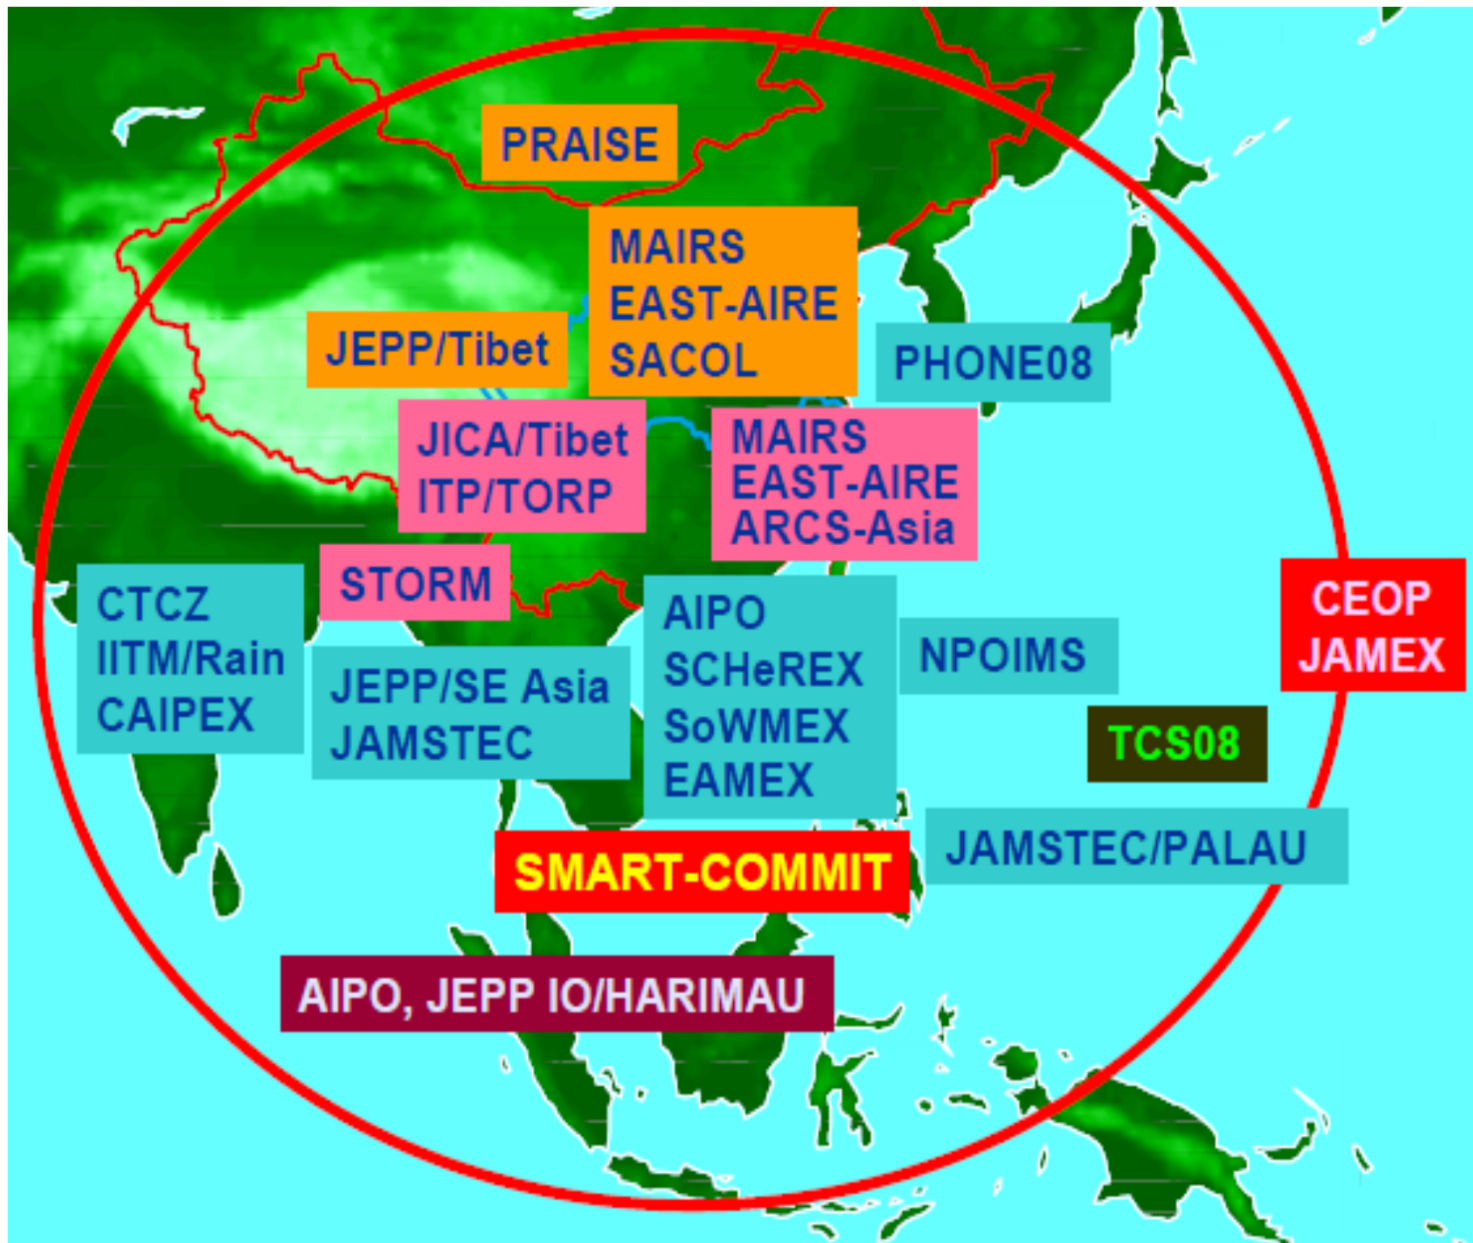 PRAISE
MAIRS
EAST-AIRE
SACOL
JEPP/Tibet
PHONE08
JICA/Tibet
ITP/TORP
MAIRS
EAST-AIRE
ARCS-Asia
STORM
CTCZ
IITM/Rain
CAIPEX
JEPP/SE Asia
JAMSTEC
AIPO
SCHeREX
SoWMEX
EAMEX
NPOIMS
CEOP
JAMEX
TCS08
JAMSTEC/PALAU
SMART-COMMIT
AIPO, JEPP IO/HARIMAU